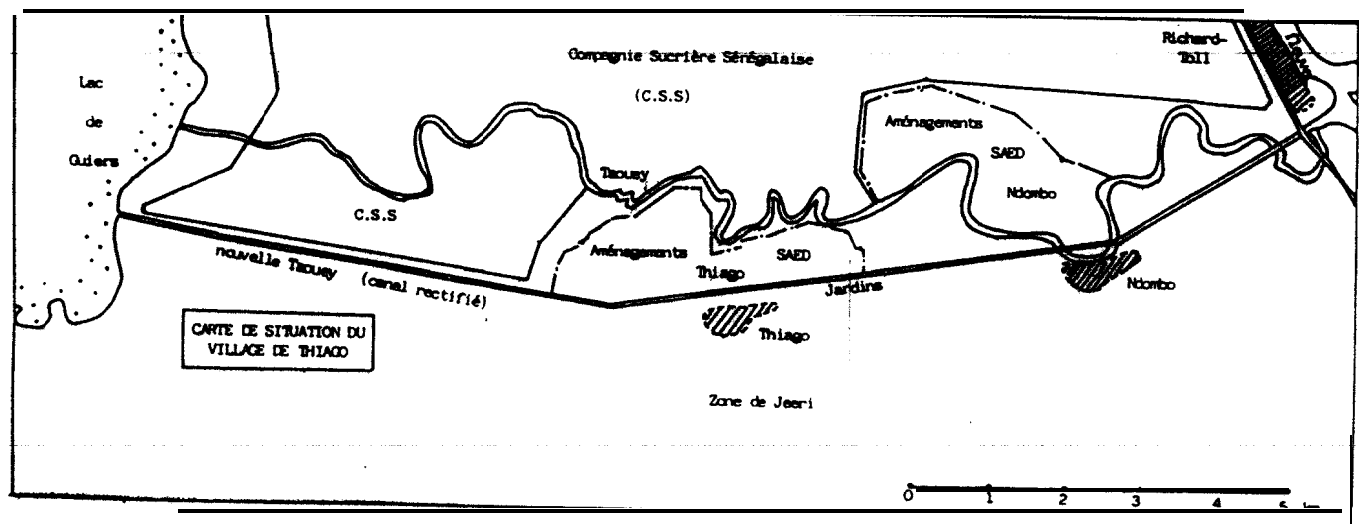 Lac
de
Guiers
Compagnie Sucrière Sénégalaise
(C.S.S)
Richard-
Toll
Aménagements
SAED
Ndombo
Taouey
C.S.S
Aménagements
SAED
Thiago
nouvelle Taouey (canal rectifié)
Jardins
Ndombo
Thiago
CARTE DE SITUATION DU
VILLAGE DE THIAGO
Zone de Jeeri
0 1 2 3 4 5 km